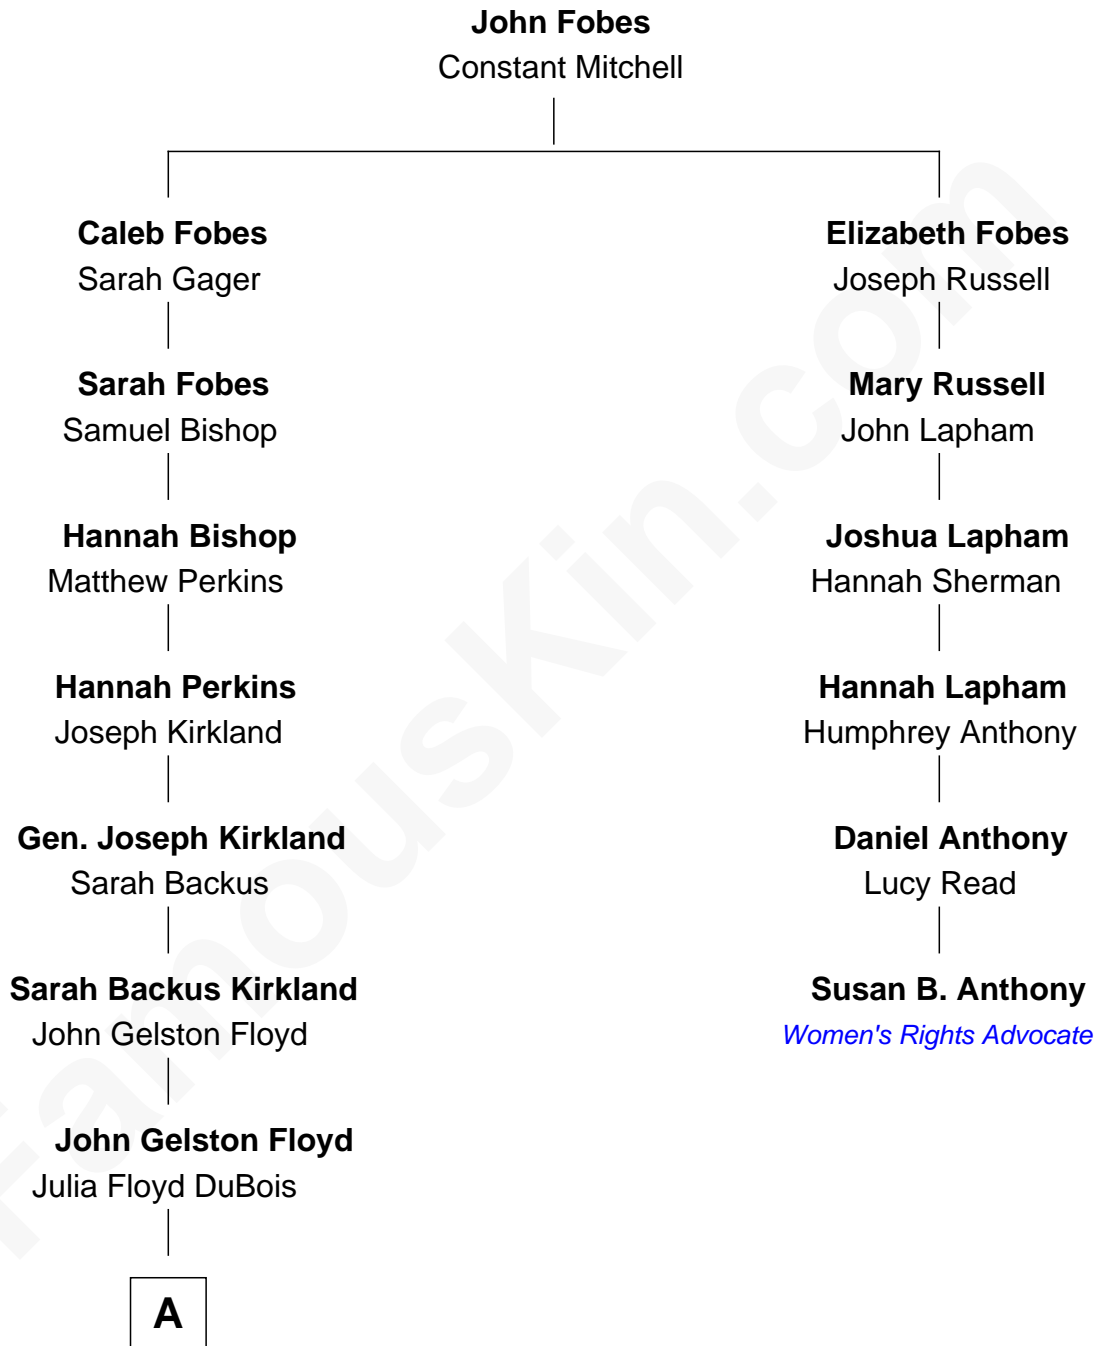 John Fobes
Constant Mitchell
Caleb Fobes
Sarah Gager
Elizabeth Fobes
Joseph Russell
Sarah Fobes
Samuel Bishop
Mary Russell
John Lapham
Hannah Bishop
Matthew Perkins
Joshua Lapham
Hannah Sherman
Hannah Perkins
Joseph Kirkland
Hannah Lapham
Humphrey Anthony
Gen. Joseph Kirkland
Sarah Backus
Daniel Anthony
Lucy Read
Sarah Backus Kirkland
John Gelston Floyd
Susan B. Anthony
Women's Rights Advocate
John Gelston Floyd
Julia Floyd DuBois
A
FamousKin.com